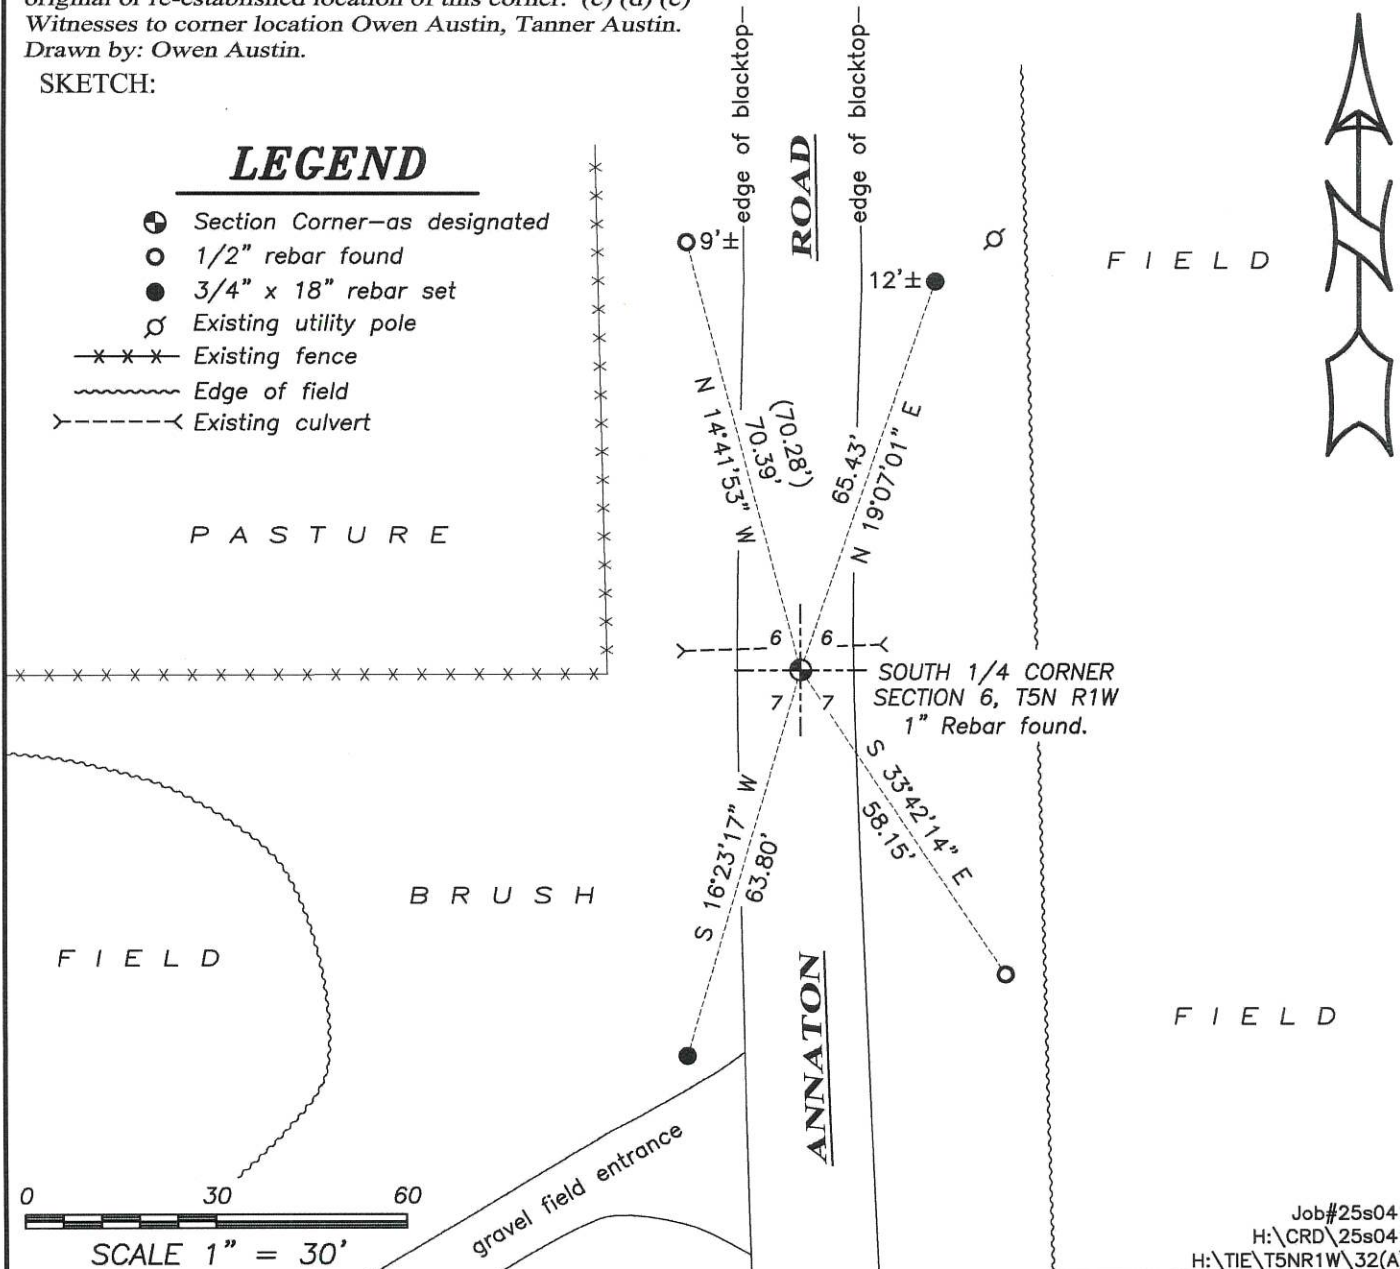 original or re-established location of this corner. (c) (d) (e)
Witnesses to corner location Owen Austin, Tanner Austin.
Drawn by: Owen Austin.
SKETCH:
LEGEND
Section Corner—as designated
1/2" rebar found
3/4" x 18" rebar set
Existing utility pole
Existing fence
Edge of field
Existing culvert
edge of blacktop
edge of blacktop
ROAD
N
9'±
12'±
FIELD
N 14°41'53" W
70.39'
(70.28')
65.43'
N 19°07'01" E
PASTURE
6
6
7
7
SOUTH 1/4 CORNER
SECTION 6, T5N R1W
1" Rebar found.
S 16°23'17" W
63.80'
S 33°42'14" E
58.15'
BRUSH
FIELD
ANNATON
FIELD
gravel field entrance
0 30 60
SCALE 1" = 30'
Job#25s04
H:\CRD\25s04
H:\TIE\T5NR1W\32(A